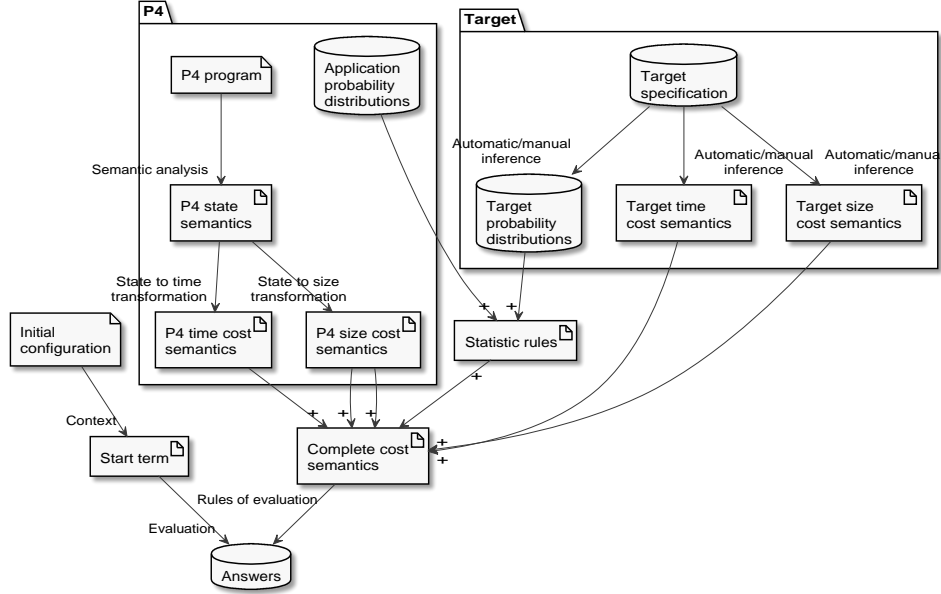 P4
Target
P4 program
Application
probability
distributions
Target
specification
Semantic analysis
Automatic/manual
inference
Automatic/manual
inference
Automatic/manual
inference
P4 state
semantics
Target
probability
distributions
Target time
cost semantics
Target size
cost semantics
State to time
transformation
State to size
transformation
+
+
Initial
configuration
P4 time cost
semantics
P4 size cost
semantics
Statistic rules
+
Context
+
+
+
Start term
Complete cost
semantics
+
+
Rules of evaluation
Evaluation
Answers